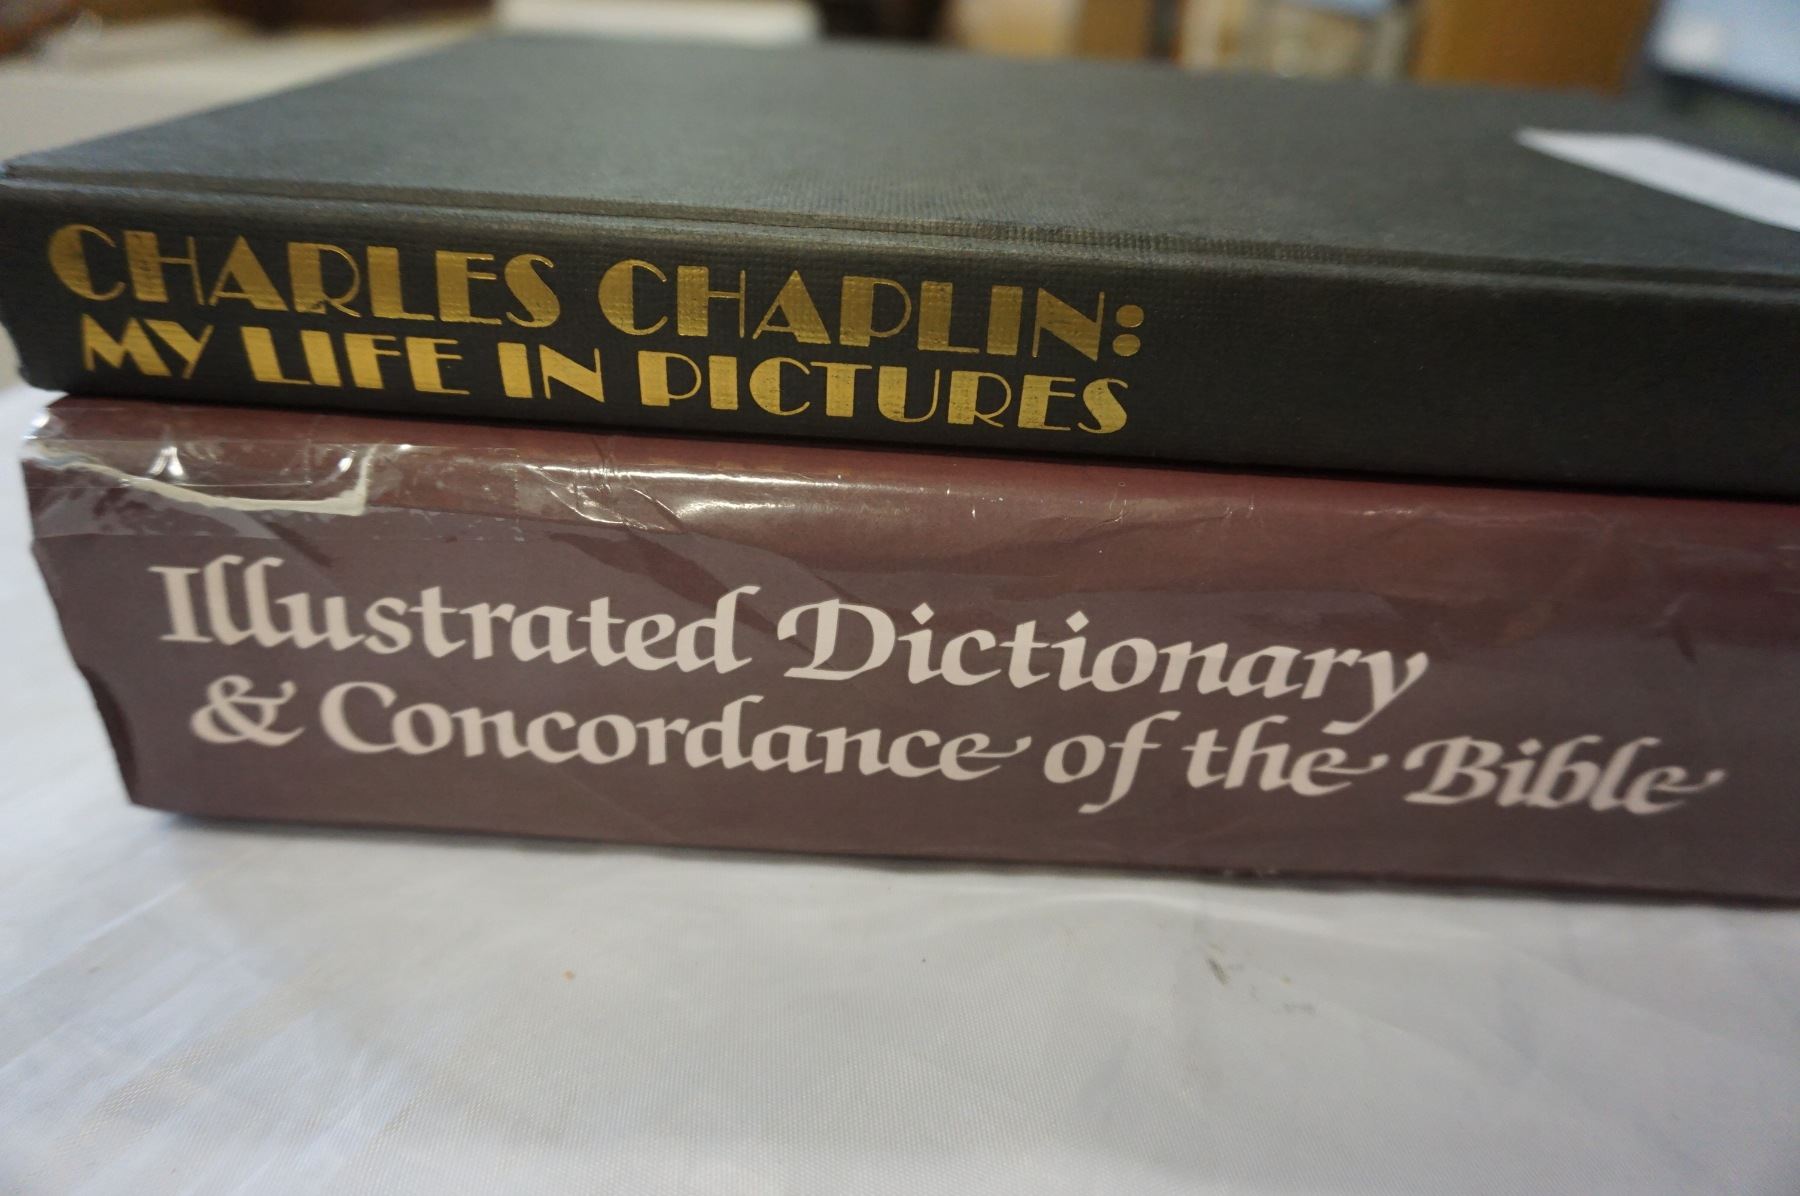 CHARLES CHAPLIN:
MY LIFE IN PICTURES
Illustrated Dictionary
& Concordance of the Bible